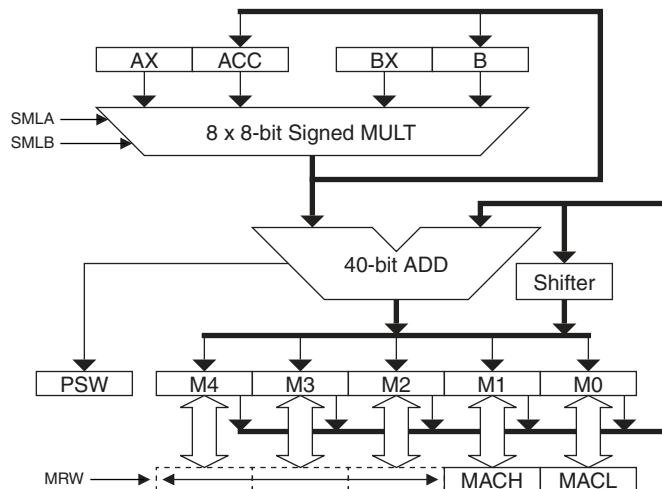 AX ACC BX B
SMLA
8 x 8-bit Signed MULT
SMLB
40-bit ADD
Shifter
PSW M4 M3 M2 M1 M0
MRW MACH MACL